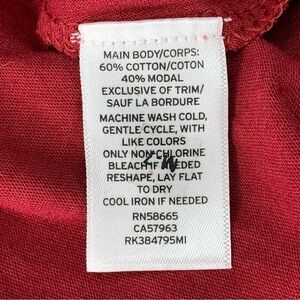 MAIN BODY/CORPS:
60% COTTON/COTON
40% MODAL
EXCLUSIVE OF TRIM/
SAUF LA BORDURE
MACHINE WASH COLD,
GENTLE CYCLE, WITH
LIKE COLORS
ONLY NON-CHLORINE
BLEACH IF NEEDED
RESHAPE, LAY FLAT
TO DRY
COOL IRON IF NEEDED
RN58665
CA57963
RK384795MI